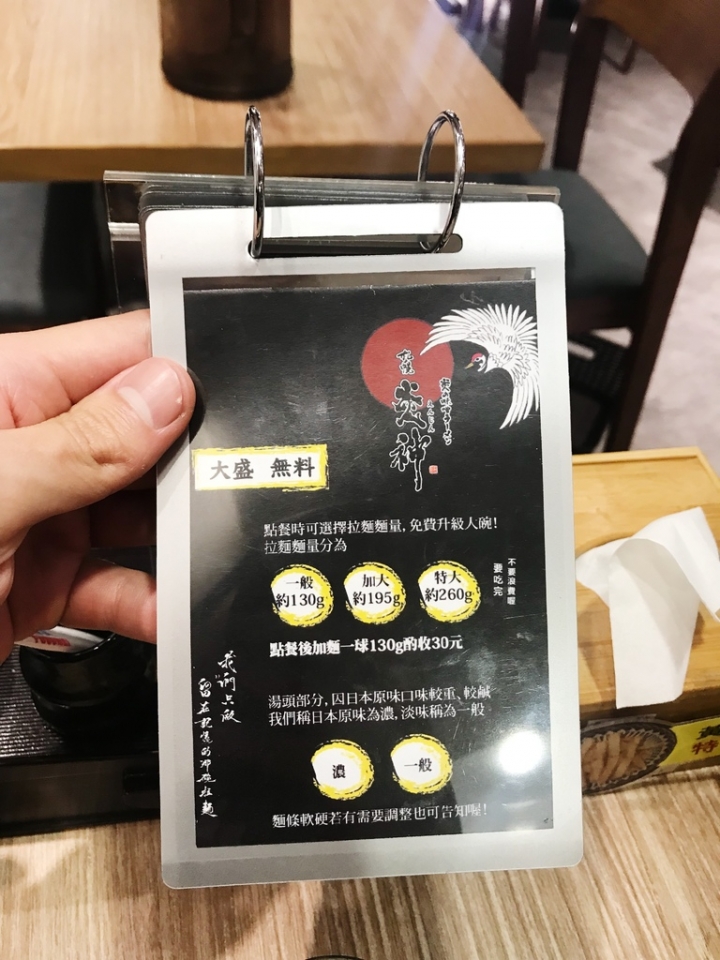 炎神
大盛 無料
點餐時可選擇拉麵麵量, 免費升級大碗!
拉麵麵量分為
一般
約130g
加大
約195g
特大
約260g
不要浪費喔
要吃完
點餐後加麵一球130g酌收30元
湯頭部分, 因日本原味口味較重、較鹹
我們稱日本原味為濃, 淡味稱為一般
濃
一般
麵條軟硬若有需要調整也可告知喔!
特